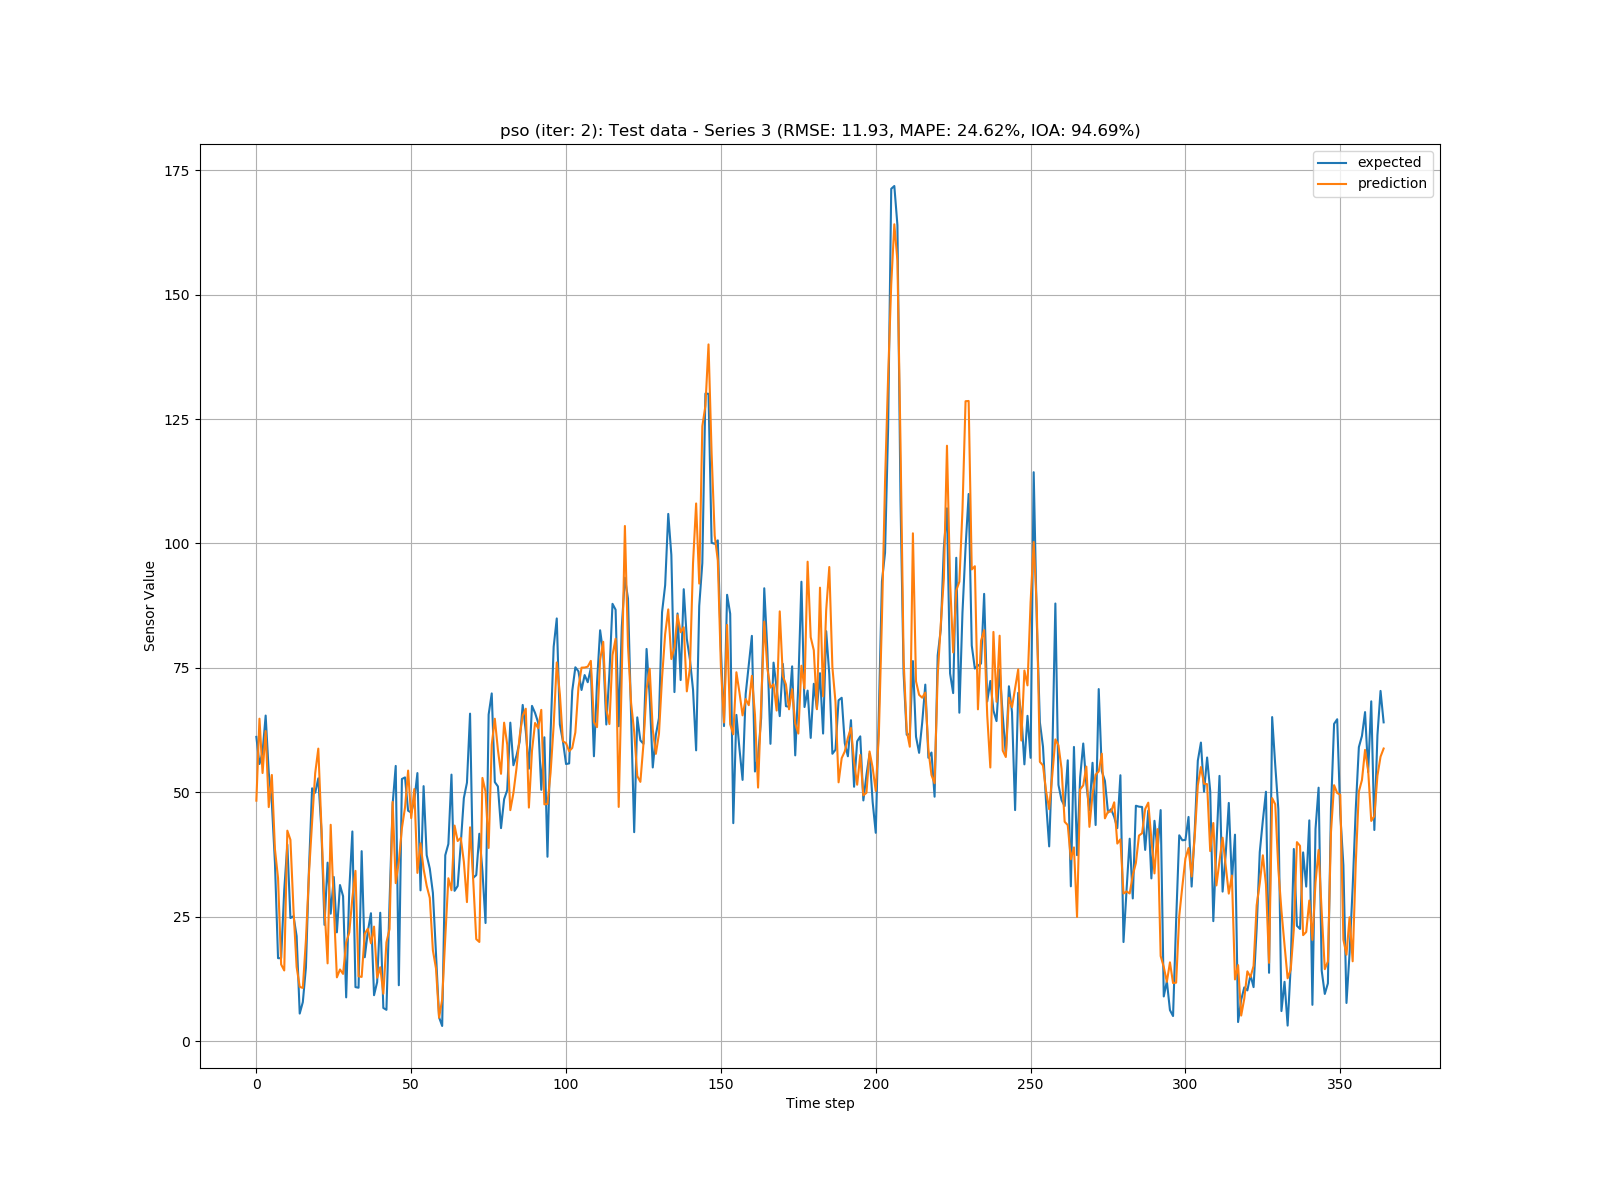 pso (iter: 2): Test data - Series 3 (RMSE: 11.93, MAPE: 24.62%, IOA: 94.69%)
expected
prediction
175
150
125
100
75
50
25
0
Sensor Value
0 50 100 150 200 250 300 350
Time step